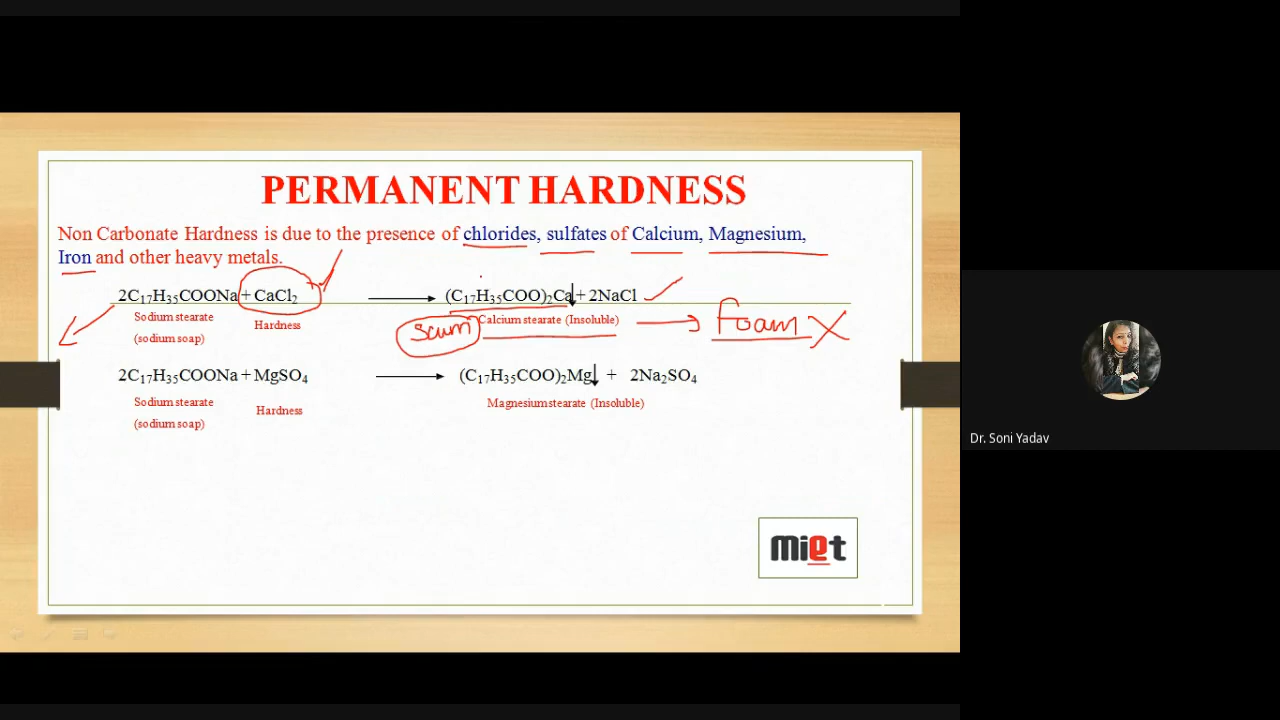 PERMANENT HARDNESS
Non Carbonate Hardness is due to the presence of chlorides, sulfates of Calcium, Magnesium,
Iron and other heavy metals.
2C₁₇H₃₅COONa + CaCl₂ ⟶ (C₁₇H₃₅COO)₂Ca↓ + 2NaCl
Sodium stearate Hardness scum Calcium stearate (Insoluble) → foam X
(sodium soap)
2C₁₇H₃₅COONa + MgSO₄ ⟶ (C₁₇H₃₅COO)₂Mg↓ + 2Na₂SO₄
Sodium stearate Hardness Magnesium stearate (Insoluble)
(sodium soap)
miet
Dr. Soni Yadav